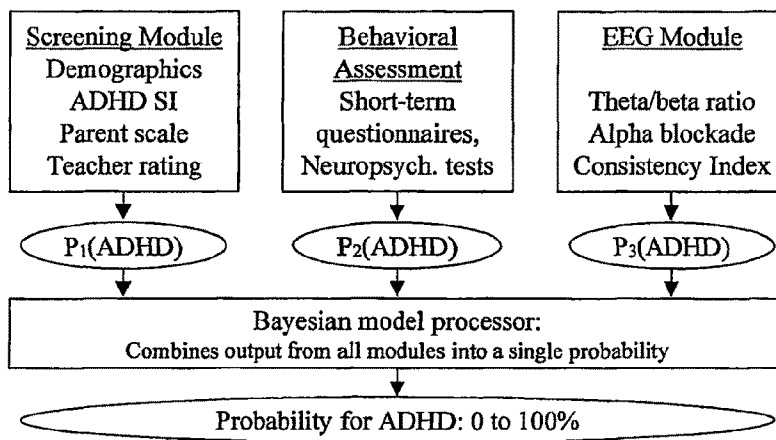 Screening Module
Demographics
ADHD SI
Parent scale
Teacher rating
Behavioral
Assessment
Short-term
questionnaires,
Neuropsych. tests
EEG Module
Theta/beta ratio
Alpha blockade
Consistency Index
P₁(ADHD)
P₂(ADHD)
P₃(ADHD)
Bayesian model processor:
Combines output from all modules into a single probability
Probability for ADHD: 0 to 100%